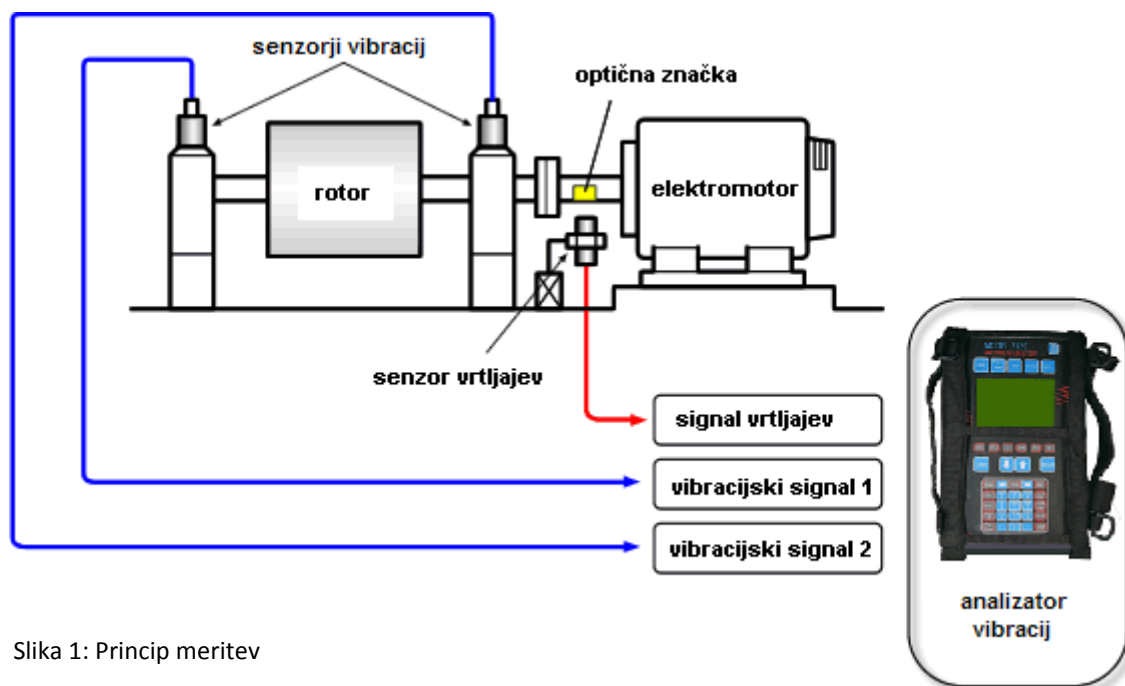 senzorji vibracij
optična značka
rotor
elektromotor
senzor vrtljajev
signal vrtljajev
vibracijski signal 1
vibracijski signal 2
analizator
vibracij
Slika 1: Princip meritev